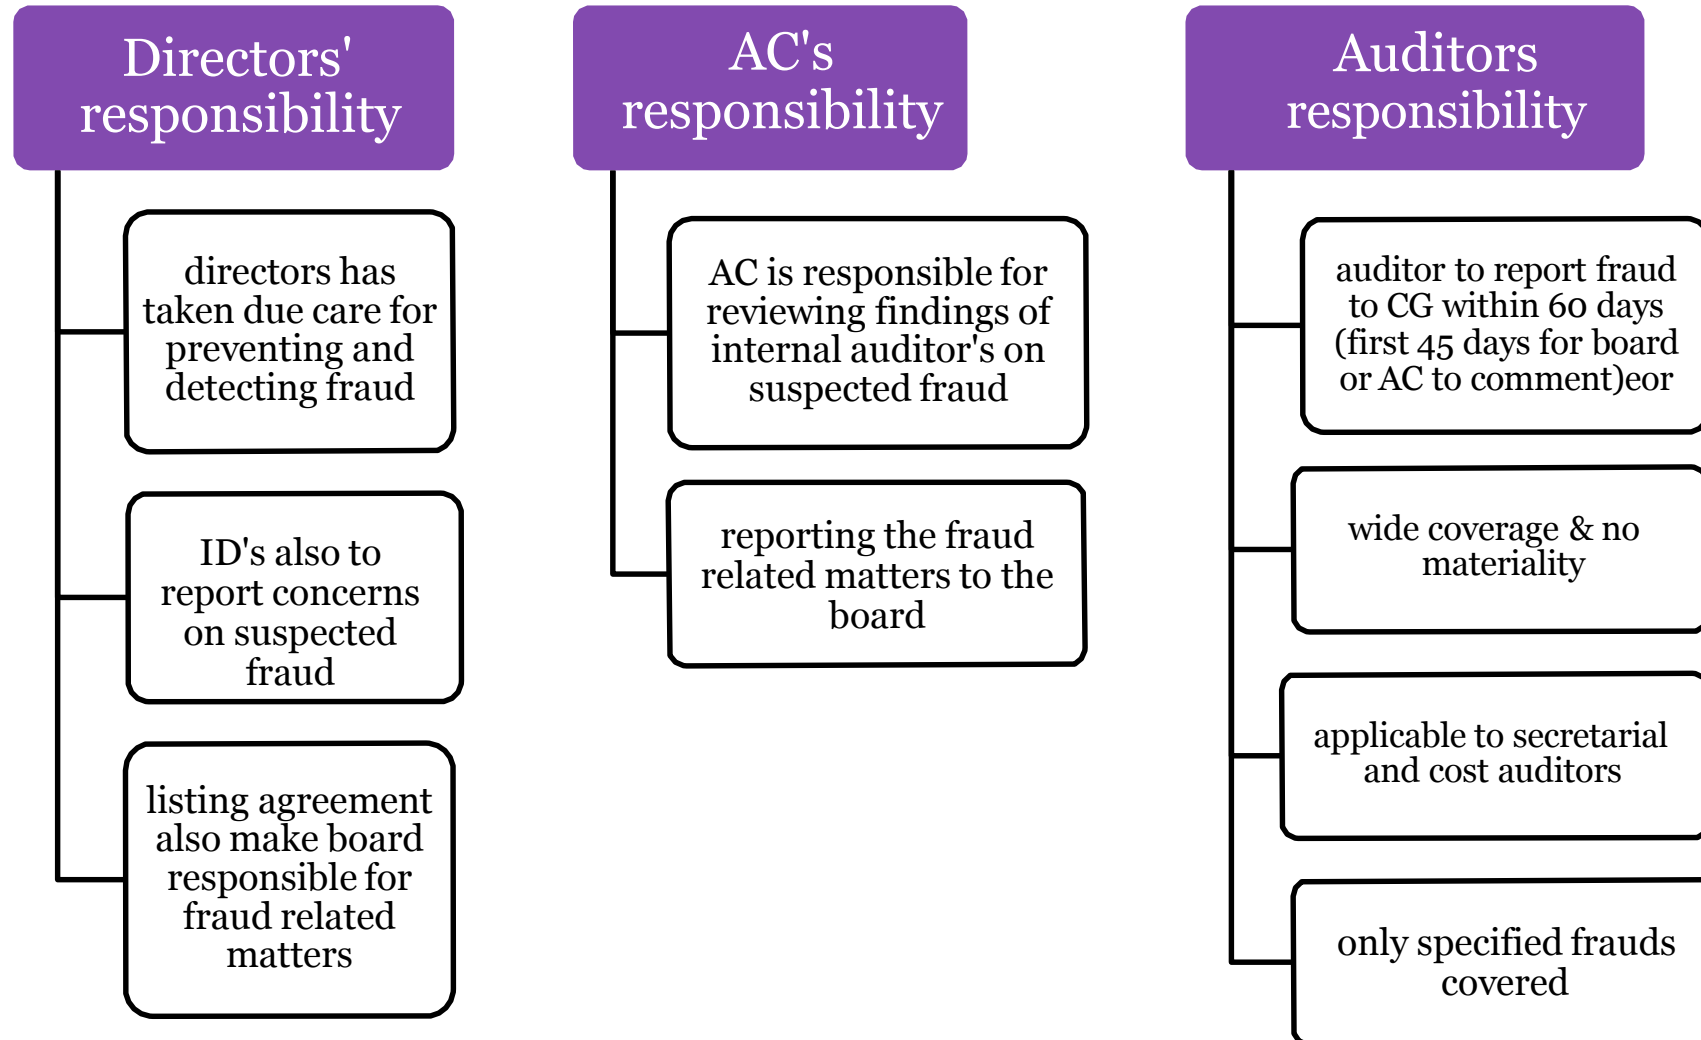 Directors'
responsibility
directors has
taken due care for
preventing and
detecting fraud
ID's also to
report concerns
on suspected
fraud
listing agreement
also make board
responsible for
fraud related
matters
AC's
responsibility
AC is responsible for
reviewing findings of
internal auditor's on
suspected fraud
reporting the fraud
related matters to the
board
Auditors
responsibility
auditor to report fraud
to CG within 60 days
(first 45 days for board
or AC to comment)eor
wide coverage & no
materiality
applicable to secretarial
and cost auditors
only specified frauds
covered